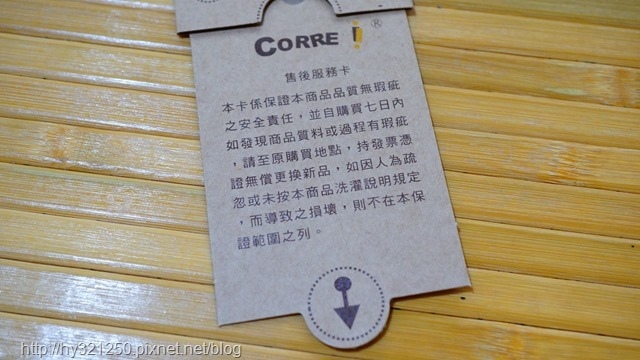 CORRE ®
售後服務卡
本卡係保證本商品品質無瑕疵
之安全責任，並自購買七日內
如發現商品質料或過程有瑕疵
，請至原購買地點，持發票憑
證無償更換新品，如因人為疏
忽或未按本商品洗濯說明規定
，而導致之損壞，則不在本保
證範圍之列。
http://hy321250.pixnet.net/blog